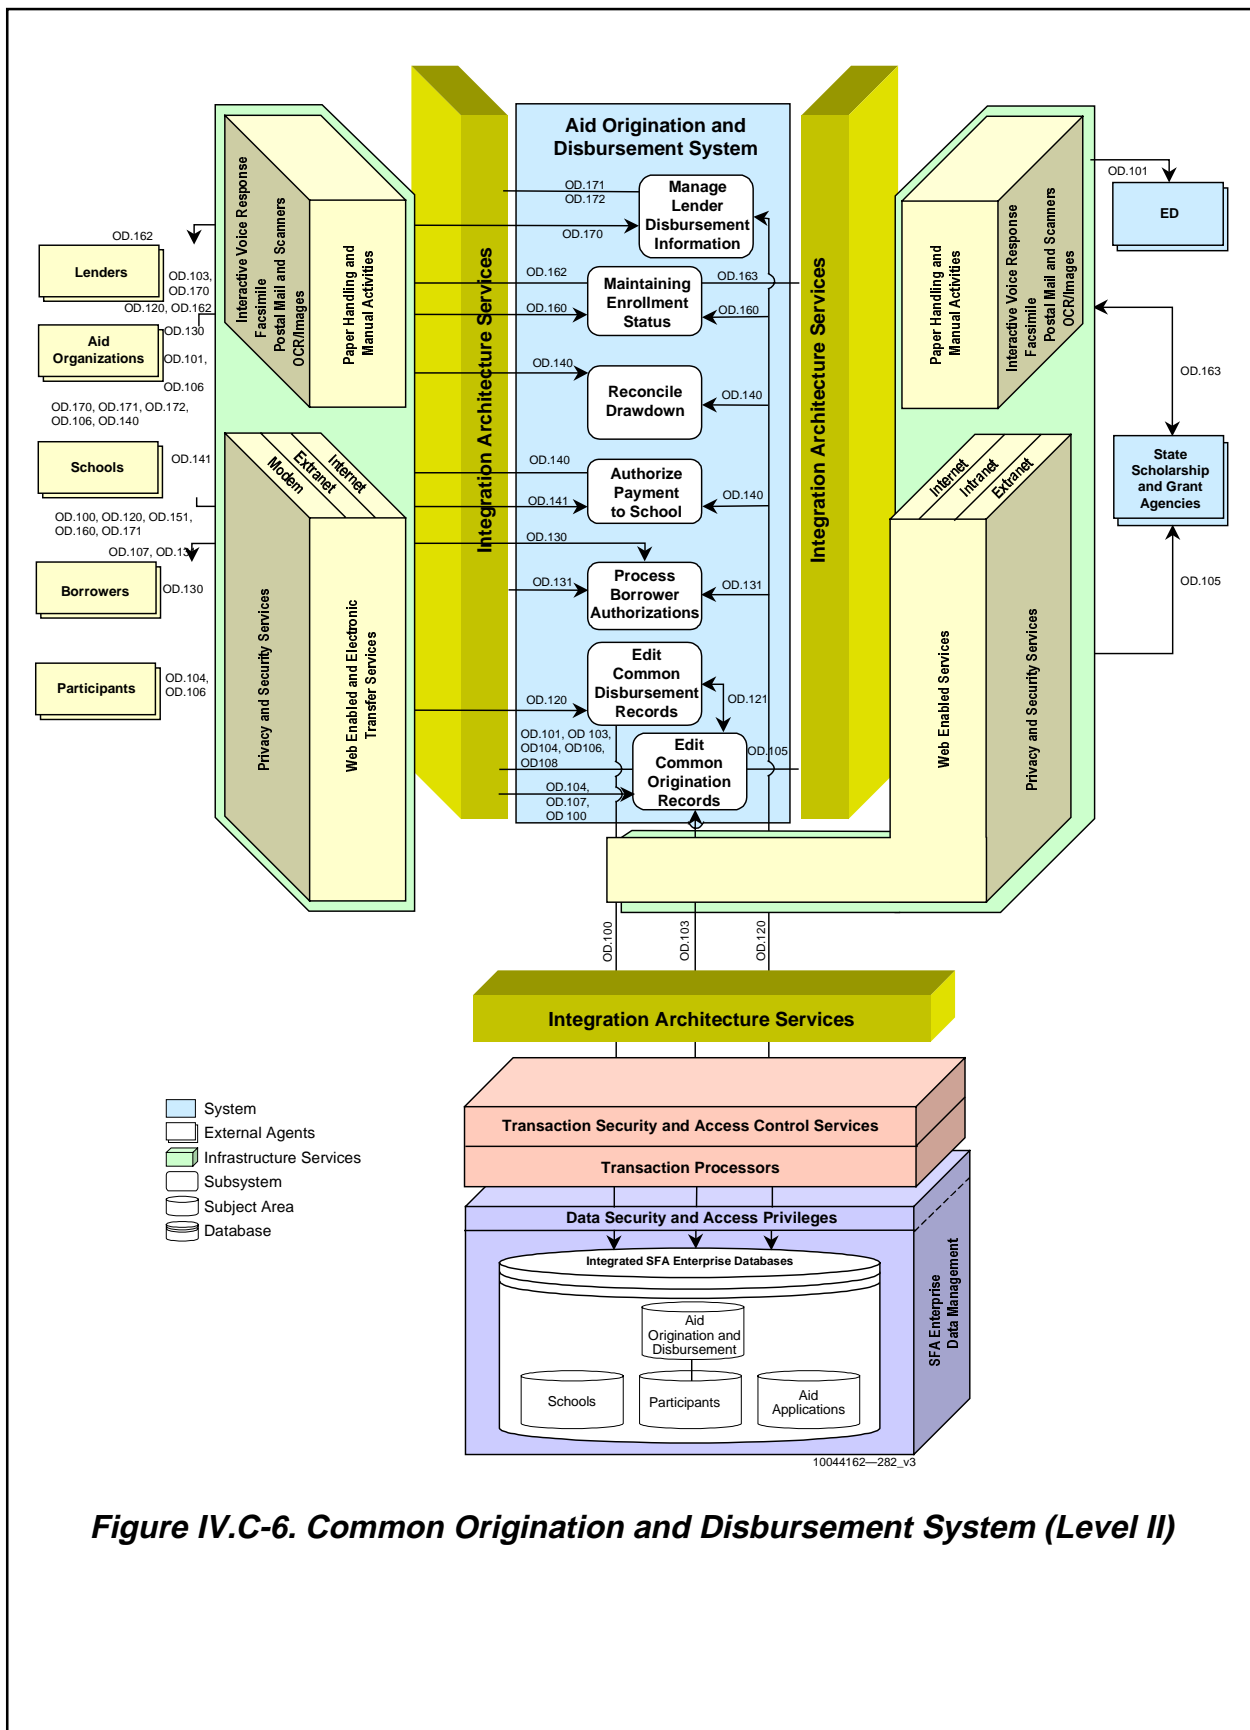 Aid Origination and
Disbursement System
OD.171
OD.172
OD.170
Manage
Lender
Disbursement
Information
OD.162
OD.163
OD.160
OD.160
Maintaining
Enrollment
Status
OD.140
OD.140
Reconcile
Drawdown
OD.140
OD.141
OD.140
Authorize
Payment
to School
OD.130
OD.131
OD.131
Process
Borrower
Authorizations
OD.120
OD.121
Edit
Common
Disbursement
Records
OD.101, OD 103,
OD104, OD106,
OD108
OD.105
OD.104,
OD.107,
OD 100
Edit
Common
Origination
Records
Integration Architecture Services
Integration Architecture Services
Interactive Voice Response
Facsimile
Postal Mail and Scanners
OCR/Images
Paper Handling and
Manual Activities
Modem
Extranet
Internet
Privacy and Security Services
Web Enabled and Electronic
Transfer Services
OD.162
Lenders
OD.103,
OD.170
OD.120, OD.162
OD.130
Aid
Organizations
OD.101,
OD.106
OD.170, OD.171, OD.172,
OD.106, OD.140
Schools
OD.141
OD.100, OD.120, OD.151,
OD.160, OD.171
OD.107, OD.13
Borrowers
OD.130
Participants
OD.104,
OD.106
Paper Handling and
Manual Activities
Interactive Voice Response
Facsimile
Postal Mail and Scanners
OCR/Images
Internet
Intranet
Extranet
Web Enabled Services
Privacy and Security Services
OD.101
ED
OD.163
State
Scholarship
and Grant
Agencies
OD.105
OD.100
OD.103
OD.120
Integration Architecture Services
Transaction Security and Access Control Services
Transaction Processors
Data Security and Access Privileges
SFA Enterprise
Data Management
Integrated SFA Enterprise Databases
Aid
Origination and
Disbursement
Schools
Participants
Aid
Applications
System
External Agents
Infrastructure Services
Subsystem
Subject Area
Database
10044162—282_v3
Figure IV.C-6. Common Origination and Disbursement System (Level II)